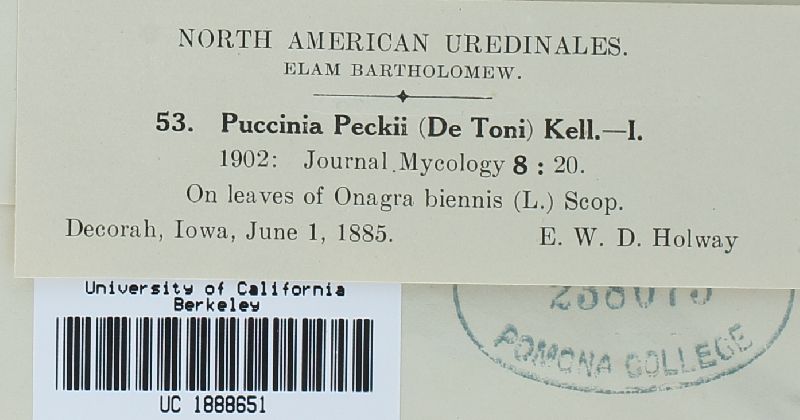 NORTH AMERICAN UREDINALES.
ELAM BARTHOLOMEW.
53. Puccinia Peckii (De Toni) Kell.—I.
1902: Journal Mycology 8 : 20.
On leaves of Onagra biennis (L.) Scop.
Decorah, Iowa, June 1, 1885. E. W. D. Holway
University of California
Berkeley
UC 1888651
POMONA COLLEGE